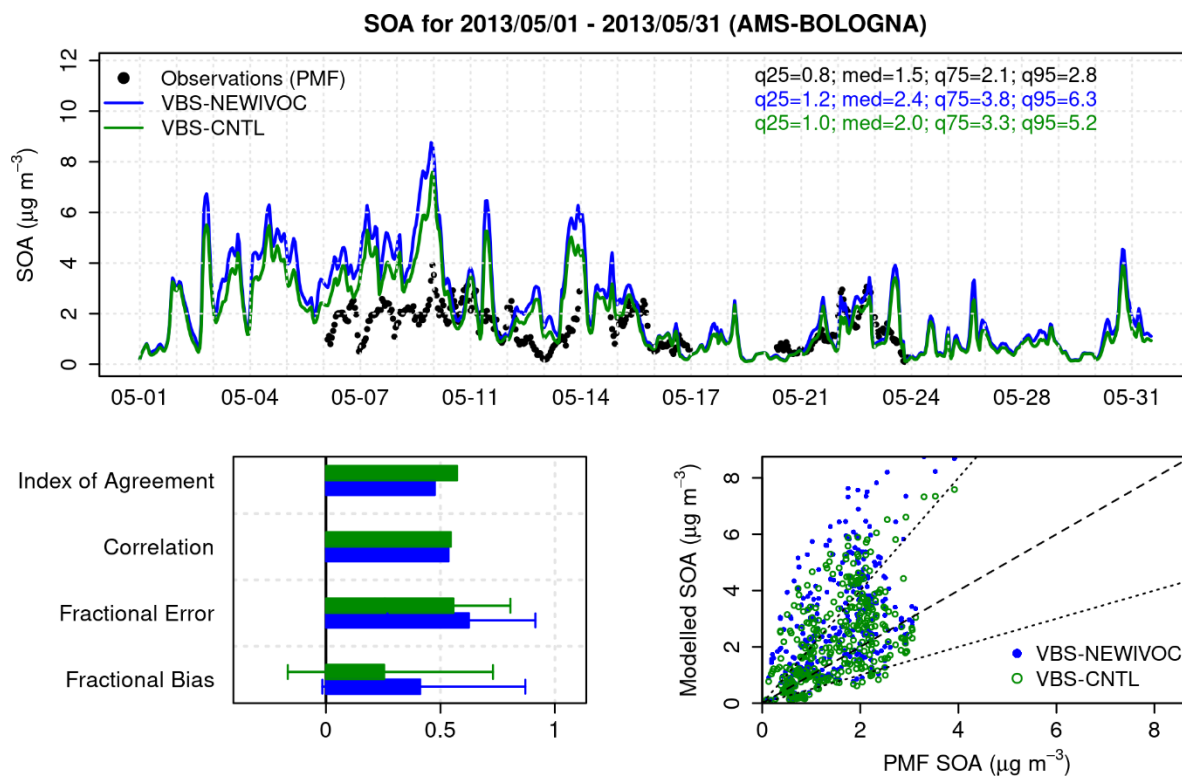 SOA for 2013/05/01 - 2013/05/31 (AMS-BOLOGNA)
SOA (µg m⁻³)
12
10
8
6
4
2
0
Observations (PMF)
VBS-NEWIVOC
VBS-CNTL
q25=0.8; med=1.5; q75=2.1; q95=2.8
q25=1.2; med=2.4; q75=3.8; q95=6.3
q25=1.0; med=2.0; q75=3.3; q95=5.2
05-01 05-04 05-07 05-11 05-14 05-17 05-21 05-24 05-28 05-31
Index of Agreement
Correlation
Fractional Error
Fractional Bias
0 0.5 1
Modelled SOA (µg m⁻³)
8
6
4
2
0
VBS-NEWIVOC
VBS-CNTL
0 2 4 6 8
PMF SOA (µg m⁻³)